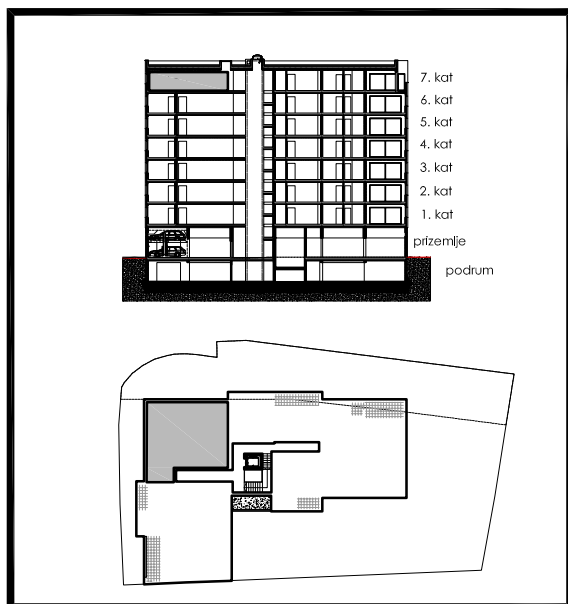 7. kat
6. kat
5. kat
4. kat
3. kat
2. kat
1. kat
prizemlje
podrum